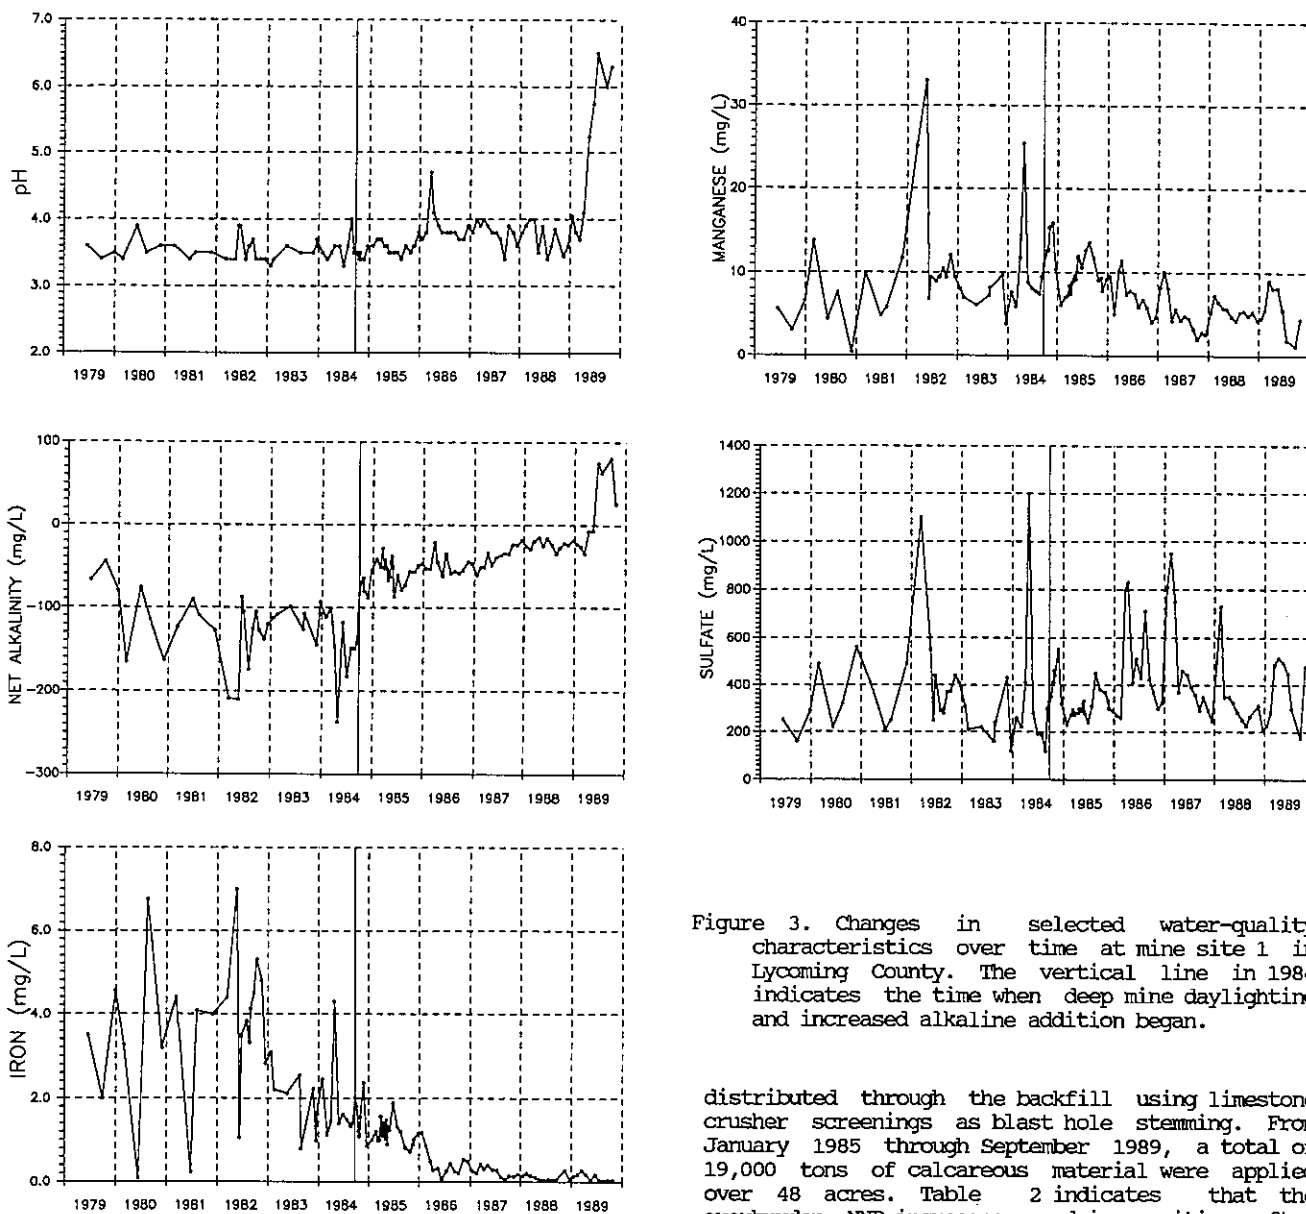 7.0
6.0
5.0
4.0
3.0
2.0
pH
1979 1980 1981 1982 1983 1984 1985 1986 1987 1988 1989
40
30
20
10
0
MANGANESE (mg/L)
1979 1980 1981 1982 1983 1984 1985 1986 1987 1988 1989
100
0
-100
-200
-300
NET ALKALINITY (mg/L)
1979 1980 1981 1982 1983 1984 1985 1986 1987 1988 1989
1400
1200
1000
800
600
400
200
0
SULFATE (mg/L)
1979 1980 1981 1982 1983 1984 1985 1986 1987 1988 1989
8.0
6.0
4.0
2.0
0.0
IRON (mg/L)
1979 1980 1981 1982 1983 1984 1985 1986 1987 1988 1989
Figure 3. Changes in selected water-quality
characteristics over time at mine site 1
Lycoming County. The vertical line in
indicates the time when deep mine
and increased alkaline addition began.
distributed through the backfill using
crusher screenings as blast hole stemming.
January 1985 through September 1989, a total
19,000 tons of calcareous material were
over 48 acres. Table 2 indicates that